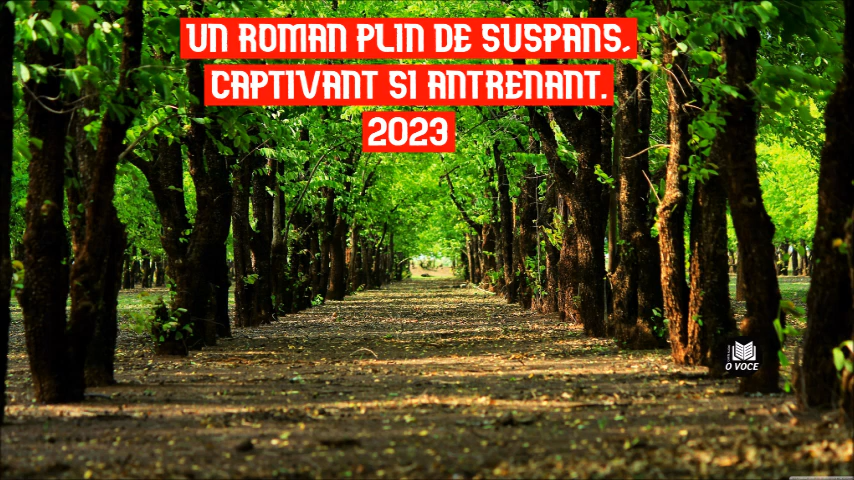 UN ROMAN PLIN DE SUSPANS,
CAPTIVANT SI ANTRENANT.
2023
O VOCE